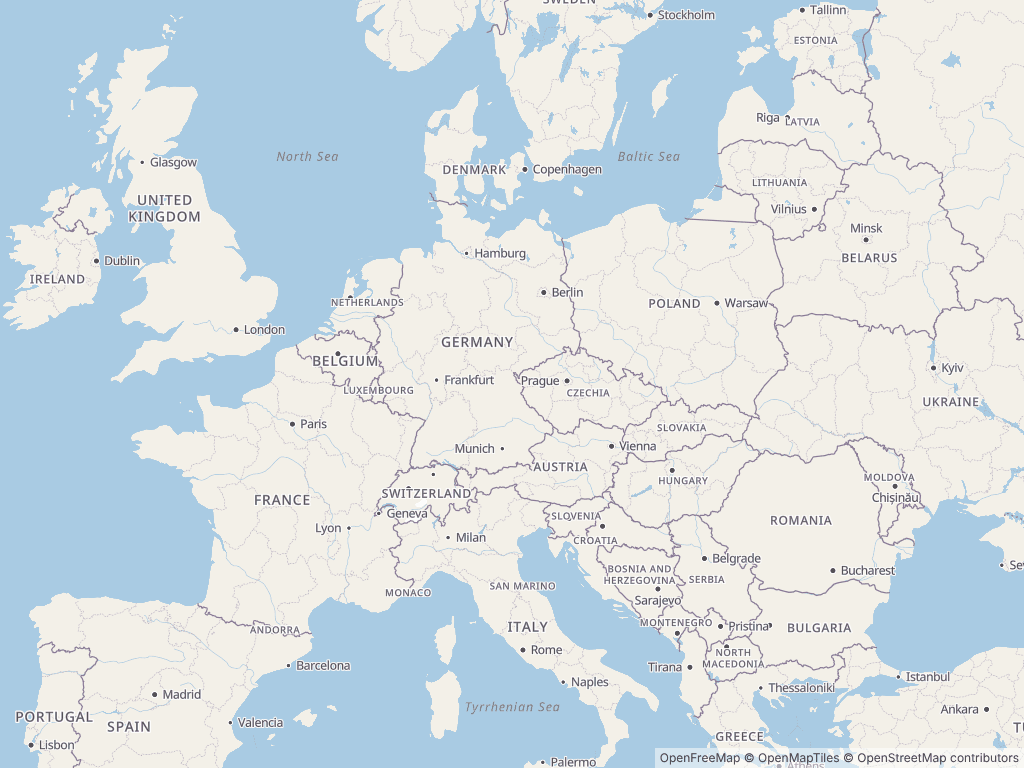 SWEDEN
Stockholm
Tallinn
ESTONIA
Riga
LATVIA
North Sea
Baltic Sea
Glasgow
DENMARK
Copenhagen
LITHUANIA
UNITED
KINGDOM
Vilnius
Minsk
BELARUS
Dublin
Hamburg
IRELAND
Berlin
NETHERLANDS
POLAND
Warsaw
London
GERMANY
BELGIUM
Kyiv
Frankfurt
Prague
LUXEMBOURG
CZECHIA
UKRAINE
Paris
SLOVAKIA
Munich
Vienna
AUSTRIA
HUNGARY
MOLDOVA
SWITZERLAND
Chișinău
FRANCE
Geneva
SLOVENIA
ROMANIA
Lyon
Milan
CROATIA
Belgrade
BOSNIA AND
HERZEGOVINA
Bucharest
SERBIA
SAN MARINO
MONACO
Sarajevo
MONTENEGRO
Pristina
ITALY
BULGARIA
ANDORRA
Rome
NORTH
MACEDONIA
Barcelona
Tirana
Istanbul
Naples
Thessaloniki
Madrid
Tyrrhenian Sea
Ankara
PORTUGAL
Valencia
SPAIN
GREECE
Lisbon
Palermo
Athens
OpenFreeMap © OpenMapTiles © OpenStreetMap contributors